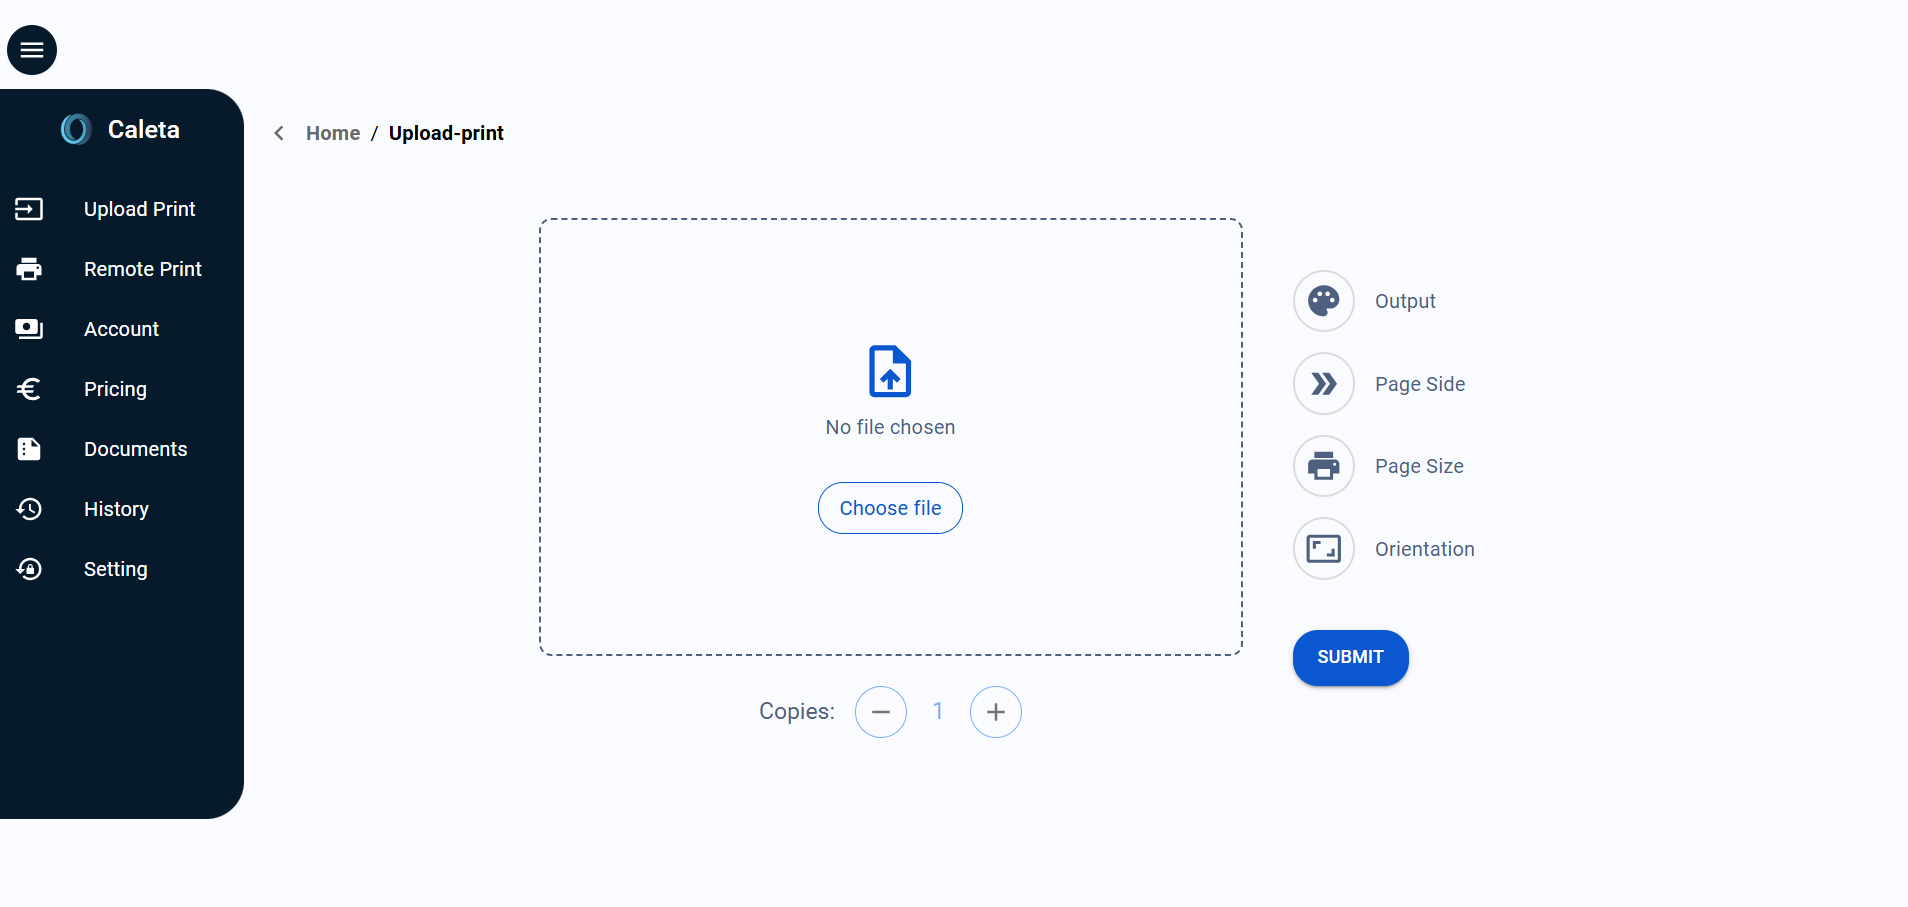 Caleta
Upload Print
Remote Print
Account
Pricing
Documents
History
Setting
Home / Upload-print
No file chosen
Choose file
Copies: 1
Output
Page Side
Page Size
Orientation
SUBMIT